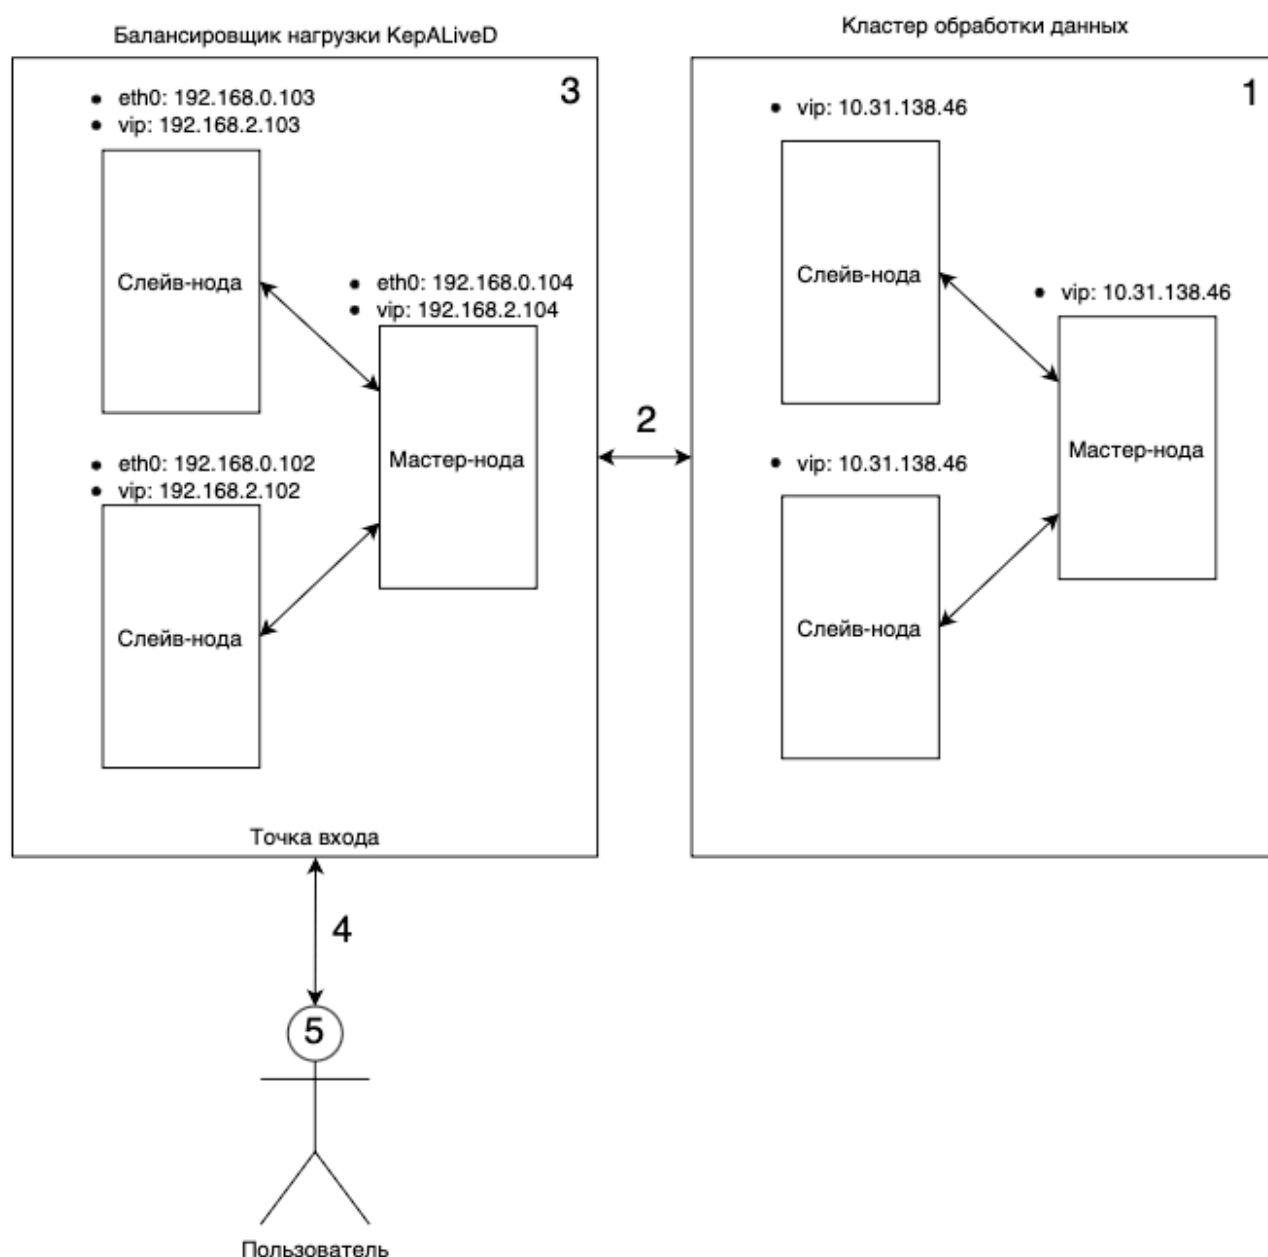 Балансировщик нагрузки KepALiveD
3
eth0: 192.168.0.103
vip: 192.168.2.103
Слейв-нода
eth0: 192.168.0.104
vip: 192.168.2.104
Мастер-нода
eth0: 192.168.0.102
vip: 192.168.2.102
Слейв-нода
Точка входа
2
Кластер обработки данных
1
vip: 10.31.138.46
Слейв-нода
vip: 10.31.138.46
Мастер-нода
vip: 10.31.138.46
Слейв-нода
4
5
Пользователь